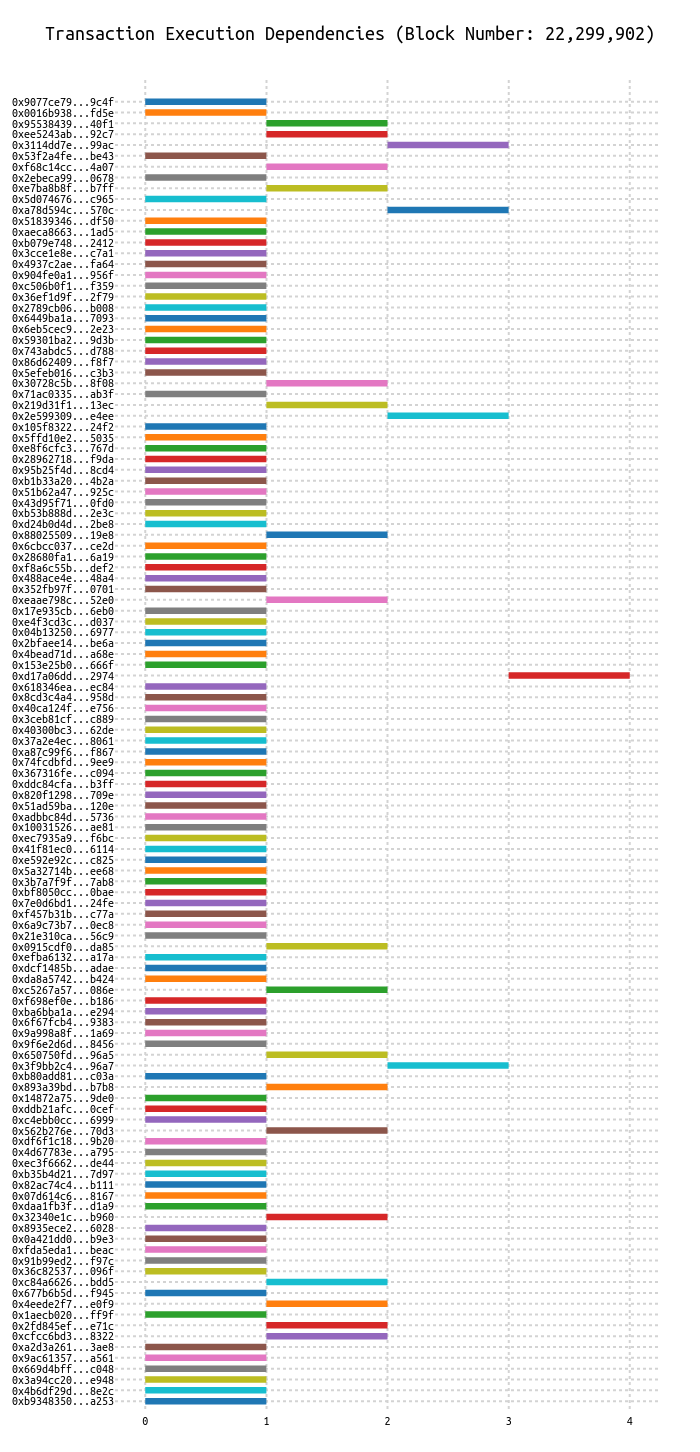 Transaction Execution Dependencies (Block Number: 22,299,902)
0x9077ce79...9c4f
0x0016b938...fd5e
0x95538439...40f1
0xee5243ab...92c7
0x3114dd7e...99ac
0x53f2a4fe...be43
0xf68c14cc...4a07
0x2ebeca99...0678
0xe7ba8b8f...b7ff
0x5d074676...c965
0xa78d594c...570c
0x51839346...df50
0xaeca8663...1ad5
0xb079e748...2412
0x3cce1e8e...c7a1
0x4937c2ae...fa64
0x904fe0a1...956f
0xc506b0f1...f359
0x36ef1d9f...2f79
0x2789cb06...b008
0x6449ba1a...7093
0x6eb5cec9...2e23
0x59301ba2...9d3b
0x743abdc5...d788
0x86d62409...f8f7
0x5efeb016...c3b3
0x30728c5b...8f08
0x71ac0335...ab3f
0x219d31f1...13ec
0x2e599309...e4ee
0x105f8322...24f2
0x5ffd10e2...5035
0xe8f6cfc3...767d
0x28962718...f9da
0x95b25f4d...8cd4
0xb1b33a20...4b2a
0x51b62a47...925c
0x43d95f71...0fd0
0xb53b888d...2e3c
0xd24b0d4d...2be8
0x88025509...19e8
0x6cbcc037...ce2d
0x28680fa1...6a19
0xf8a6c55b...def2
0x488ace4e...48a4
0x352fb97f...0701
0xeaae798c...52e0
0x17e935cb...6eb0
0xe4f3cd3c...d037
0x04b13250...6977
0x2bfaee14...be6a
0x4bead71d...a68e
0x153e25b0...666f
0xd17a06dd...2974
0x618346ea...ec84
0x8cd3c4a4...958d
0x40ca124f...e756
0x3ceb81cf...c889
0x40300bc3...62de
0x37a2e4ec...8061
0xa87c99f6...f867
0x74fcdbfd...9ee9
0x367316fe...c094
0xddc84cfa...b3ff
0x820f1298...709e
0x51ad59ba...120e
0xadbbc84d...5736
0x10031526...ae81
0xec7935a9...f6bc
0x41f81ec0...6114
0xe592e92c...c825
0x5a32714b...ee68
0x3b7a7f9f...7ab8
0xbf8050cc...0bae
0x7e0d6bd1...24fe
0xf457b31b...c77a
0x6a9c73b7...0ec8
0x21e310ca...56c9
0x0915cdf0...da85
0xefba6132...a17a
0xdcf1485b...adae
0xda8a5742...b424
0xc5267a57...086e
0xf698ef0e...b186
0xba6bba1a...e294
0x6f67fcb4...9383
0x9a998a8f...1a69
0x9f6e2d6d...8456
0x650750fd...96a5
0x3f9bb2c4...96a7
0xb80add81...c03a
0x893a39bd...b7b8
0x14872a75...9de0
0xddb21afc...0cef
0xc4ebb0cc...6999
0x562b276e...70d3
0xdf6f1c18...9b20
0x4d67783e...a795
0xec3f6662...de44
0xb35b4d21...7d97
0x82ac74c4...b111
0x07d614c6...8167
0xdaa1fb3f...d1a9
0x32340e1c...b960
0x8935ece2...6028
0x0a421dd0...b9e3
0xfda5eda1...beac
0x91b99ed2...f97c
0x36c82537...096f
0xc84a6626...bdd5
0x677b6b5d...f945
0x4eede2f7...e0f9
0x1aecb020...ff9f
0x2fd845ef...e71c
0xcfcc6bd3...8322
0xa2d3a261...3ae8
0x9ac61357...a561
0x669d4bff...c048
0x3a94cc20...e948
0x4b6df29d...8e2c
0xb9348350...a253
0 1 2 3 4